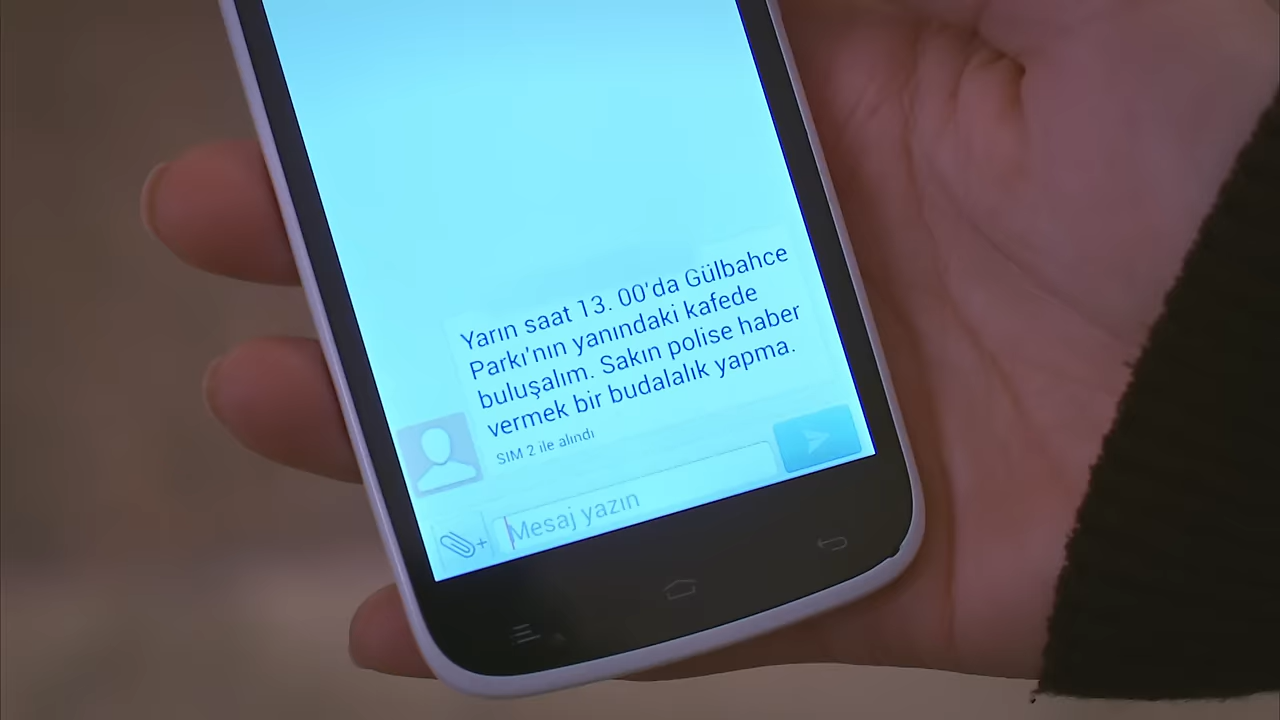 Yarın saat 13. 00'da Gülbahce
Parkı'nın yanındaki kafede
buluşalım. Sakın polise haber
vermek bir budalalık yapma.
SIM 2 ile alındı
Mesaj yazın